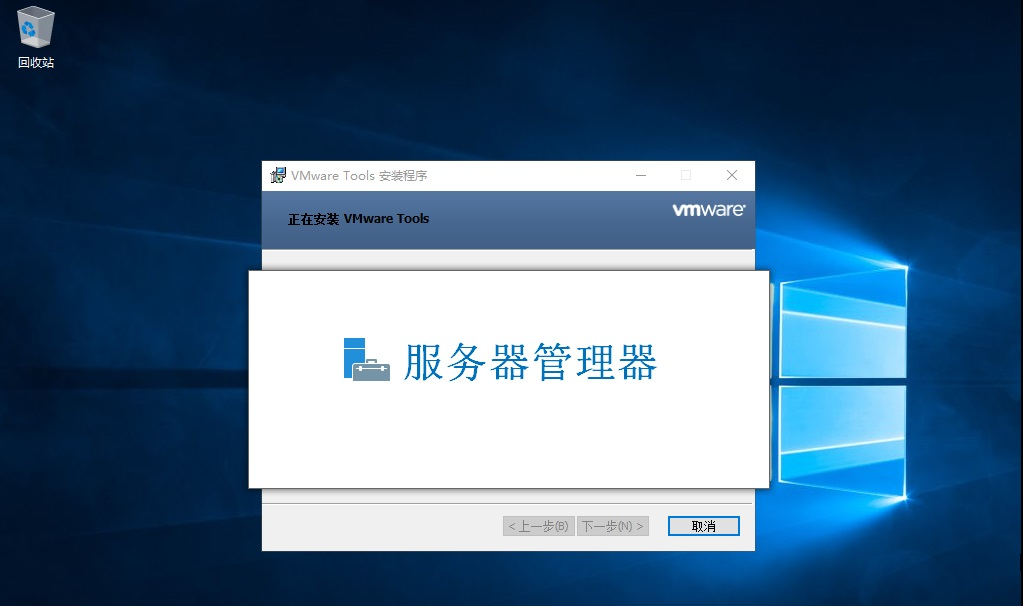 回收站
VMware Tools 安装程序
正在安装 VMware Tools
vmware
服务器管理器
< 上一步(B)
下一步(N) >
取消